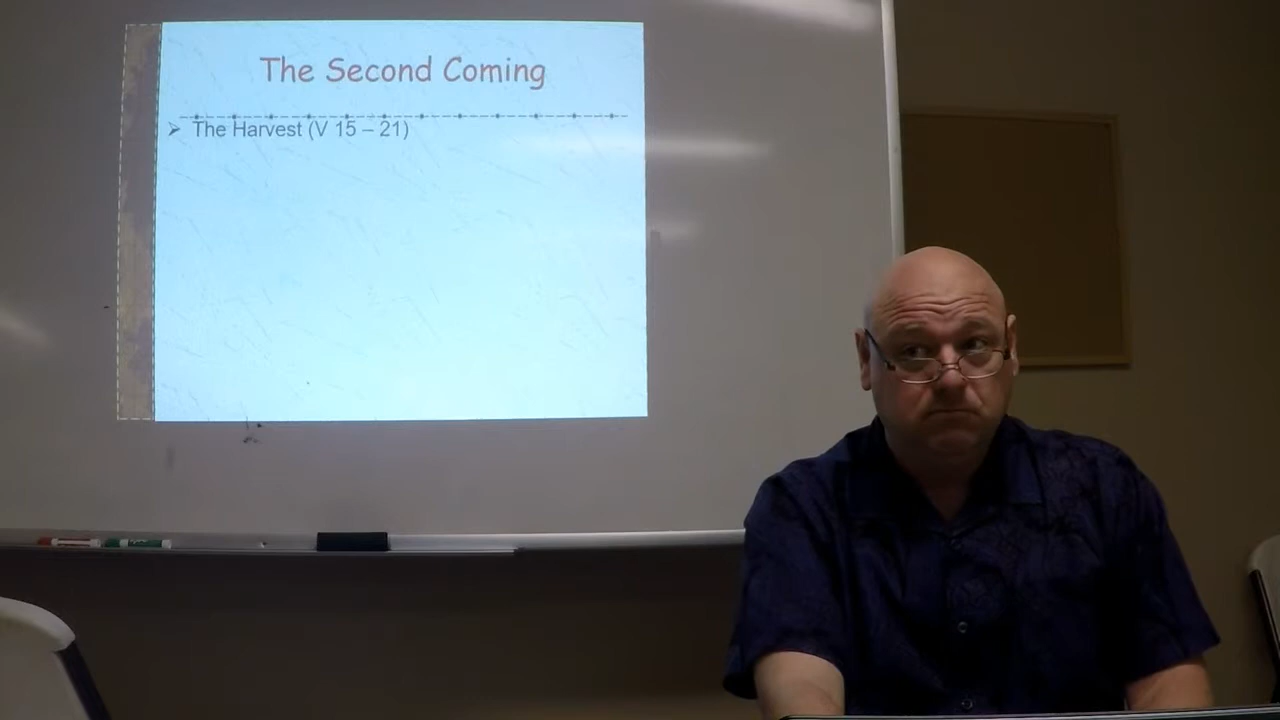 The Second Coming
➢ The Harvest (V 15 – 21)